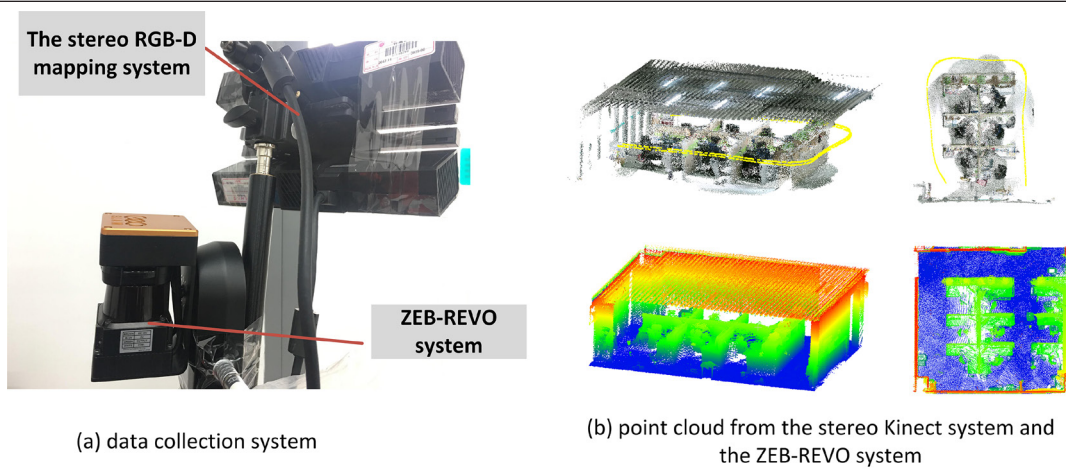 The stereo RGB-D
mapping system
ZEB-REVO
system
(a) data collection system
(b) point cloud from the stereo Kinect system and
the ZEB-REVO system